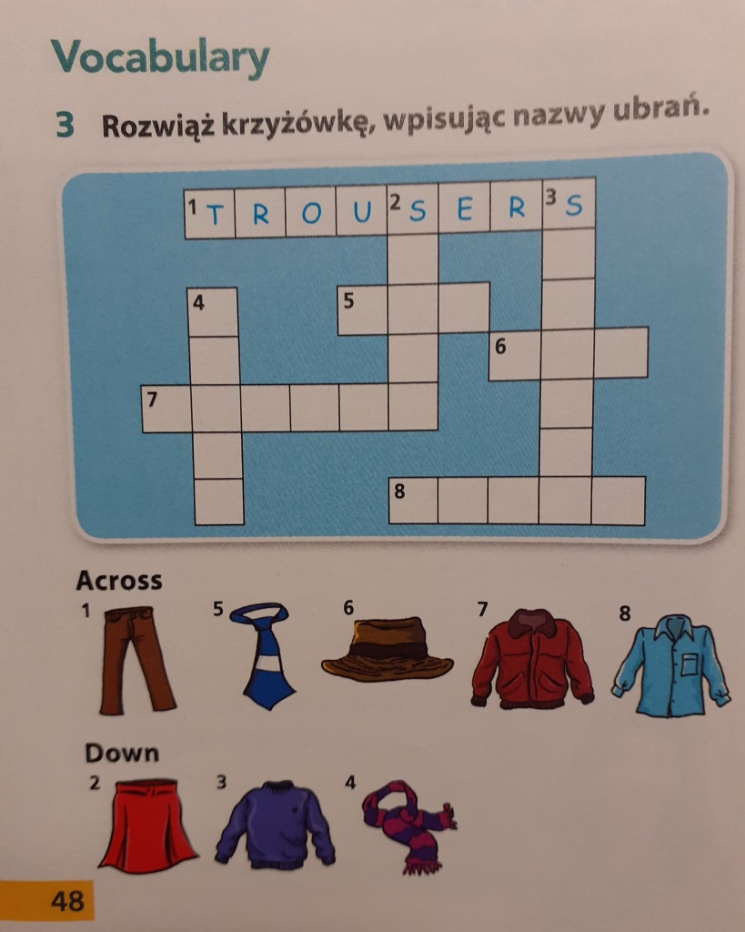 Vocabulary
3 Rozwiąż krzyżówkę, wpisując nazwy ubrań.
1 T R O U 2 S E R 3 S
4 5
6
7
8
Across
1 5 6 7 8
Down
2 3 4
48